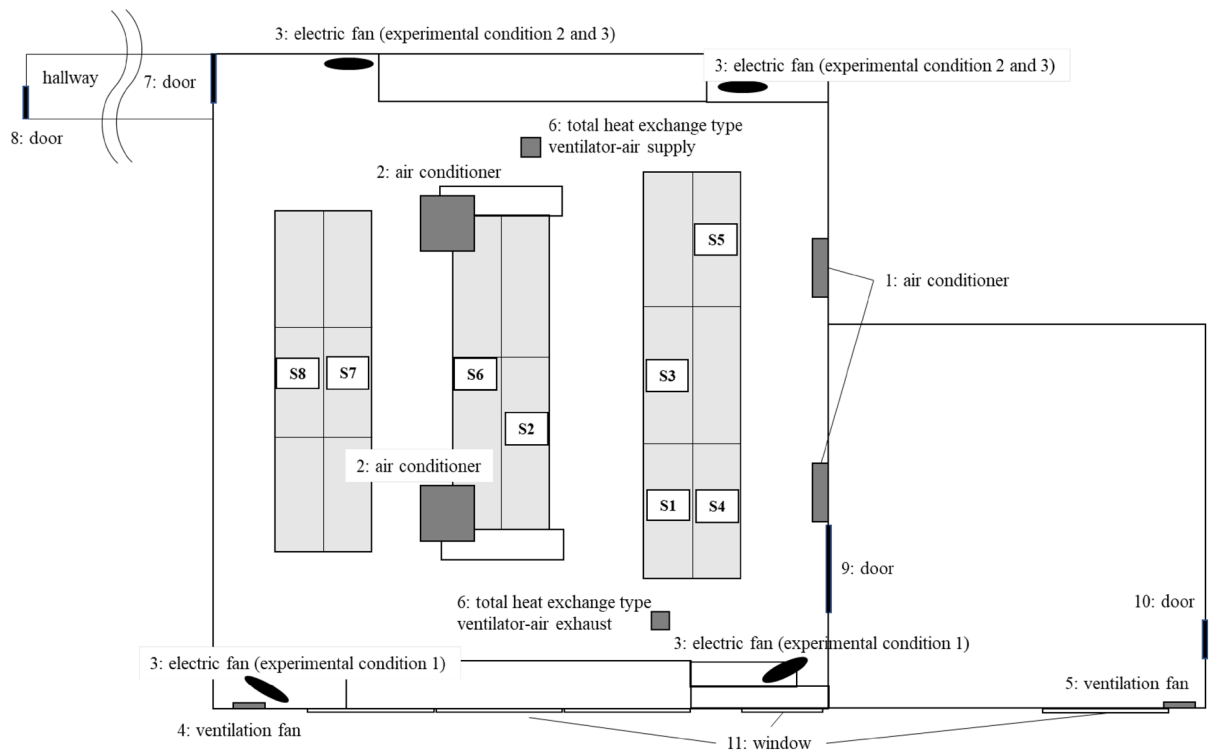 3: electric fan (experimental condition 2 and 3)
3: electric fan (experimental condition 2 and 3)
hallway
7: door
8: door
6: total heat exchange type
ventilator-air supply
2: air conditioner
S5
1: air conditioner
S8
S7
S6
S3
S2
2: air conditioner
S1
S4
9: door
10: door
6: total heat exchange type
ventilator-air exhaust
3: electric fan (experimental condition 1)
3: electric fan (experimental condition 1)
5: ventilation fan
4: ventilation fan
11: window